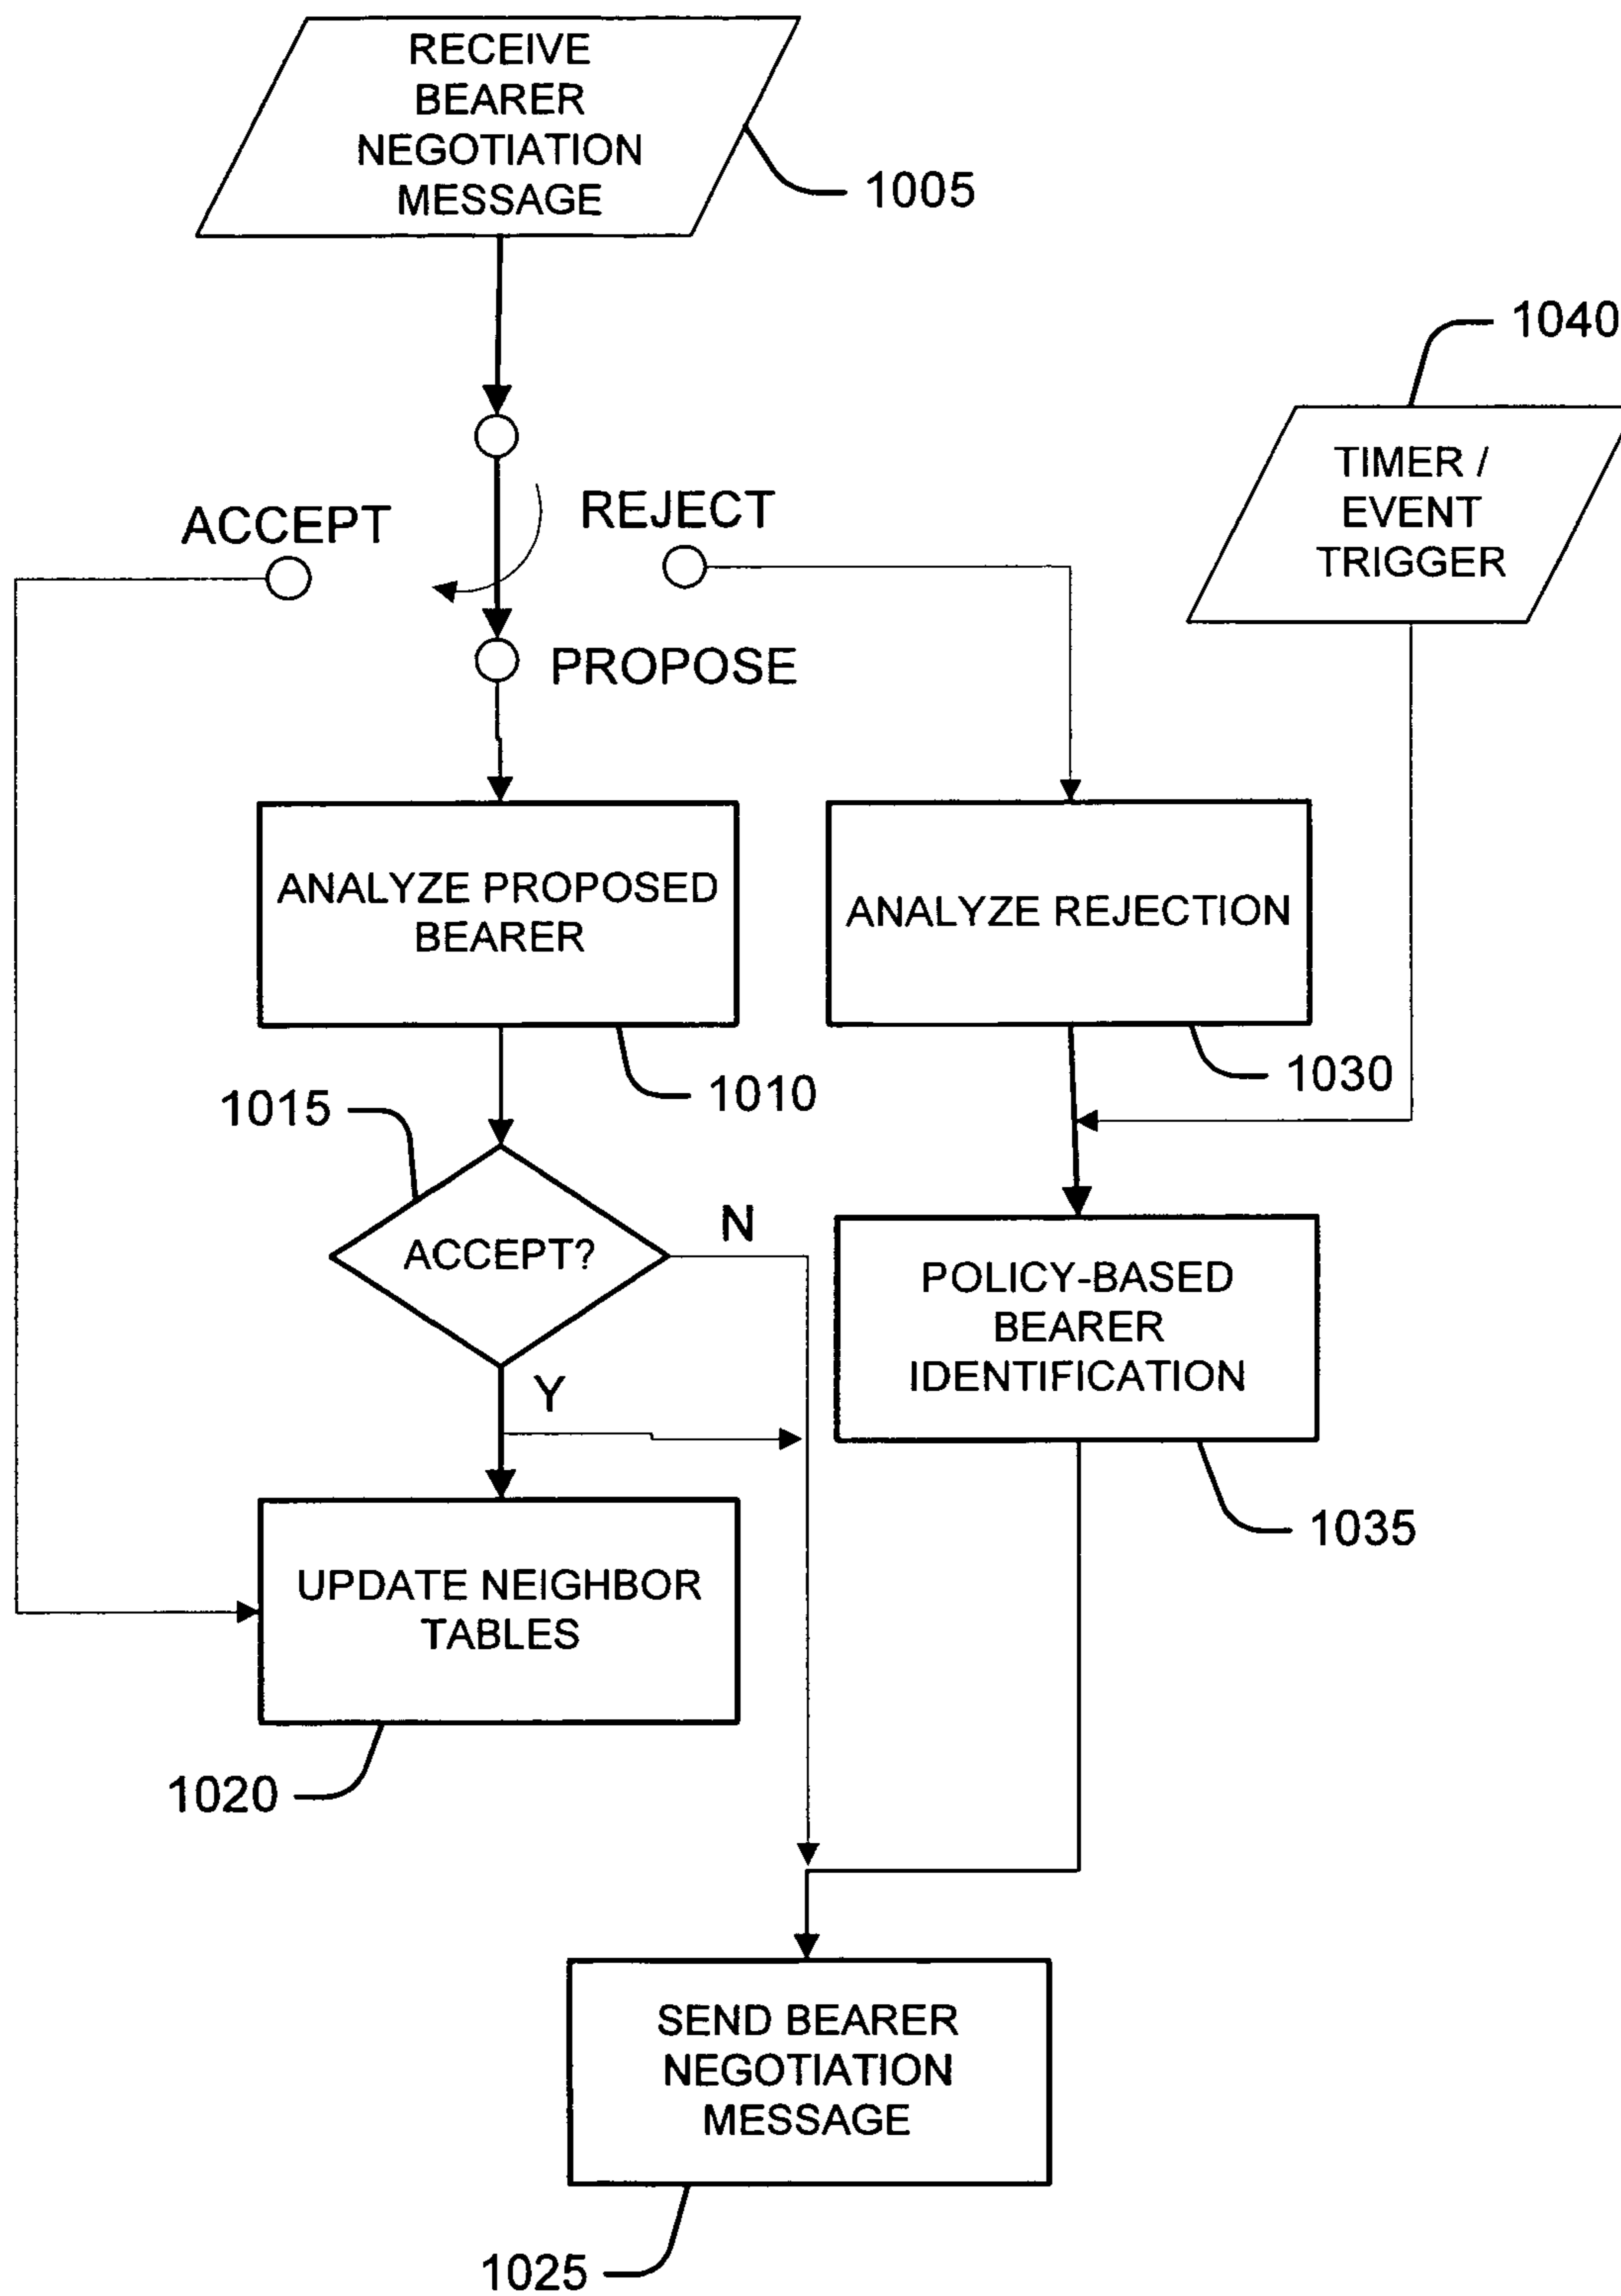 RECEIVE
BEARER
NEGOTIATION
MESSAGE
1005
1040
TIMER /
EVENT
TRIGGER
ACCEPT
REJECT
PROPOSE
ANALYZE PROPOSED
BEARER
1010
ANALYZE REJECTION
1030
1015
ACCEPT?
N
Y
POLICY-BASED
BEARER
IDENTIFICATION
1035
UPDATE NEIGHBOR
TABLES
1020
SEND BEARER
NEGOTIATION
MESSAGE
1025